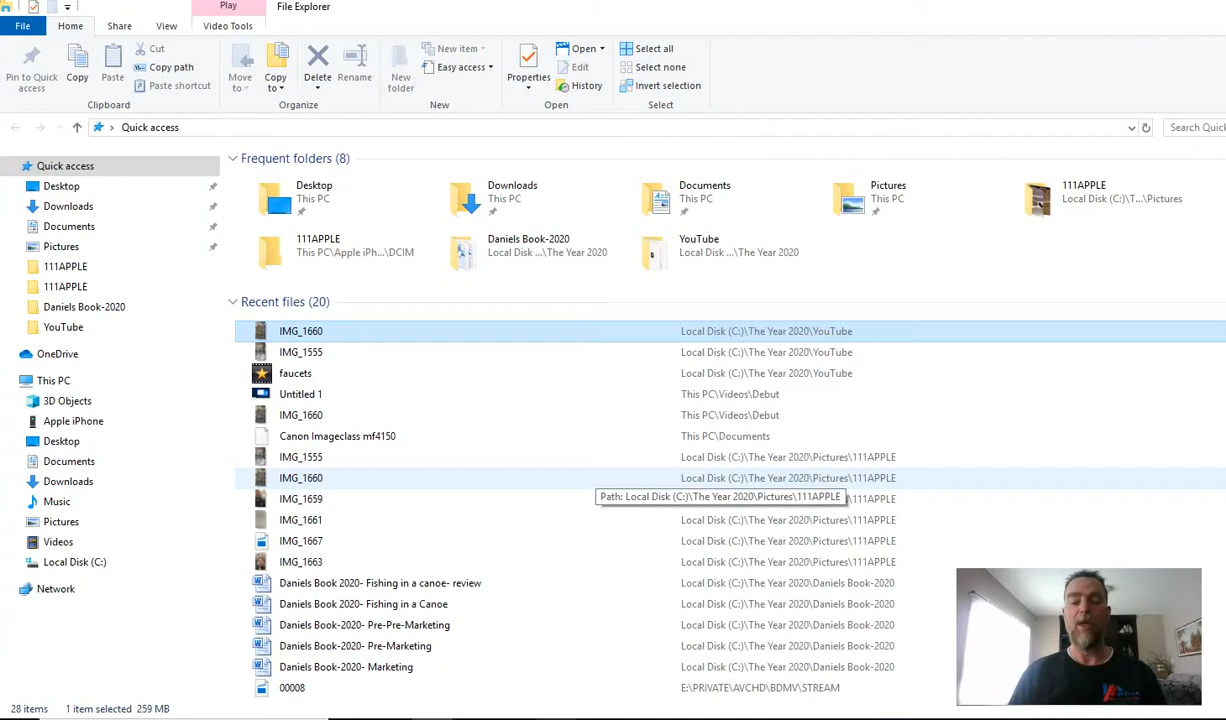 Play
File Explorer
File Home Share View Video Tools
Pin to Quick access
Copy
Paste
Cut
Copy path
Paste shortcut
Clipboard
Move to
Copy to
Delete
Rename
Organize
New folder
New item
Easy access
New
Properties
Open
Edit
History
Open
Select all
Select none
Invert selection
Select
Quick access
Search Quick
Quick access
Desktop
Downloads
Documents
Pictures
111APPLE
111APPLE
Daniels Book-2020
YouTube
OneDrive
This PC
3D Objects
Apple iPhone
Desktop
Documents
Downloads
Music
Pictures
Videos
Local Disk (C:)
Network
Frequent folders (8)
Desktop
This PC
Downloads
This PC
Documents
This PC
Pictures
This PC
111APPLE
Local Disk (C:)\T...\Pictures
111APPLE
This PC\Apple iPh...\DCIM
Daniels Book-2020
Local Disk ...\The Year 2020
YouTube
Local Disk ...\The Year 2020
Recent files (20)
IMG_1660 Local Disk (C:)\The Year 2020\YouTube
IMG_1555 Local Disk (C:)\The Year 2020\YouTube
faucets Local Disk (C:)\The Year 2020\YouTube
Untitled 1 This PC\Videos\Debut
IMG_1660 This PC\Videos\Debut
Canon Imageclass mf4150 This PC\Documents
IMG_1555 Local Disk (C:)\The Year 2020\Pictures\111APPLE
IMG_1660 Local Disk (C:)\The Year 2020\Pictures\111APPLE
Path: Local Disk (C:)\The Year 2020\Pictures\111APPLE
IMG_1659 \111APPLE
IMG_1661 Local Disk (C:)\The Year 2020\Pictures\111APPLE
IMG_1667 Local Disk (C:)\The Year 2020\Pictures\111APPLE
IMG_1663 Local Disk (C:)\The Year 2020\Pictures\111APPLE
Daniels Book 2020- Fishing in a canoe- review Local Disk (C:)\The Year 2020\Daniels Book-2020
Daniels Book 2020- Fishing in a Canoe Local Disk (C:)\The Year 2020\Daniels Book-2020
Daniels Book-2020- Pre-Pre-Marketing Local Disk (C:)\The Year 2020\Daniels Book-2020
Daniels Book-2020- Pre-Marketing Local Disk (C:)\The Year 2020\Daniels Book-2020
Daniels Book-2020- Marketing Local Disk (C:)\The Year 2020\Daniels Book-2020
00008 E:\PRIVATE\AVCHD\BDMV\STREAM
28 items 1 item selected 259 MB